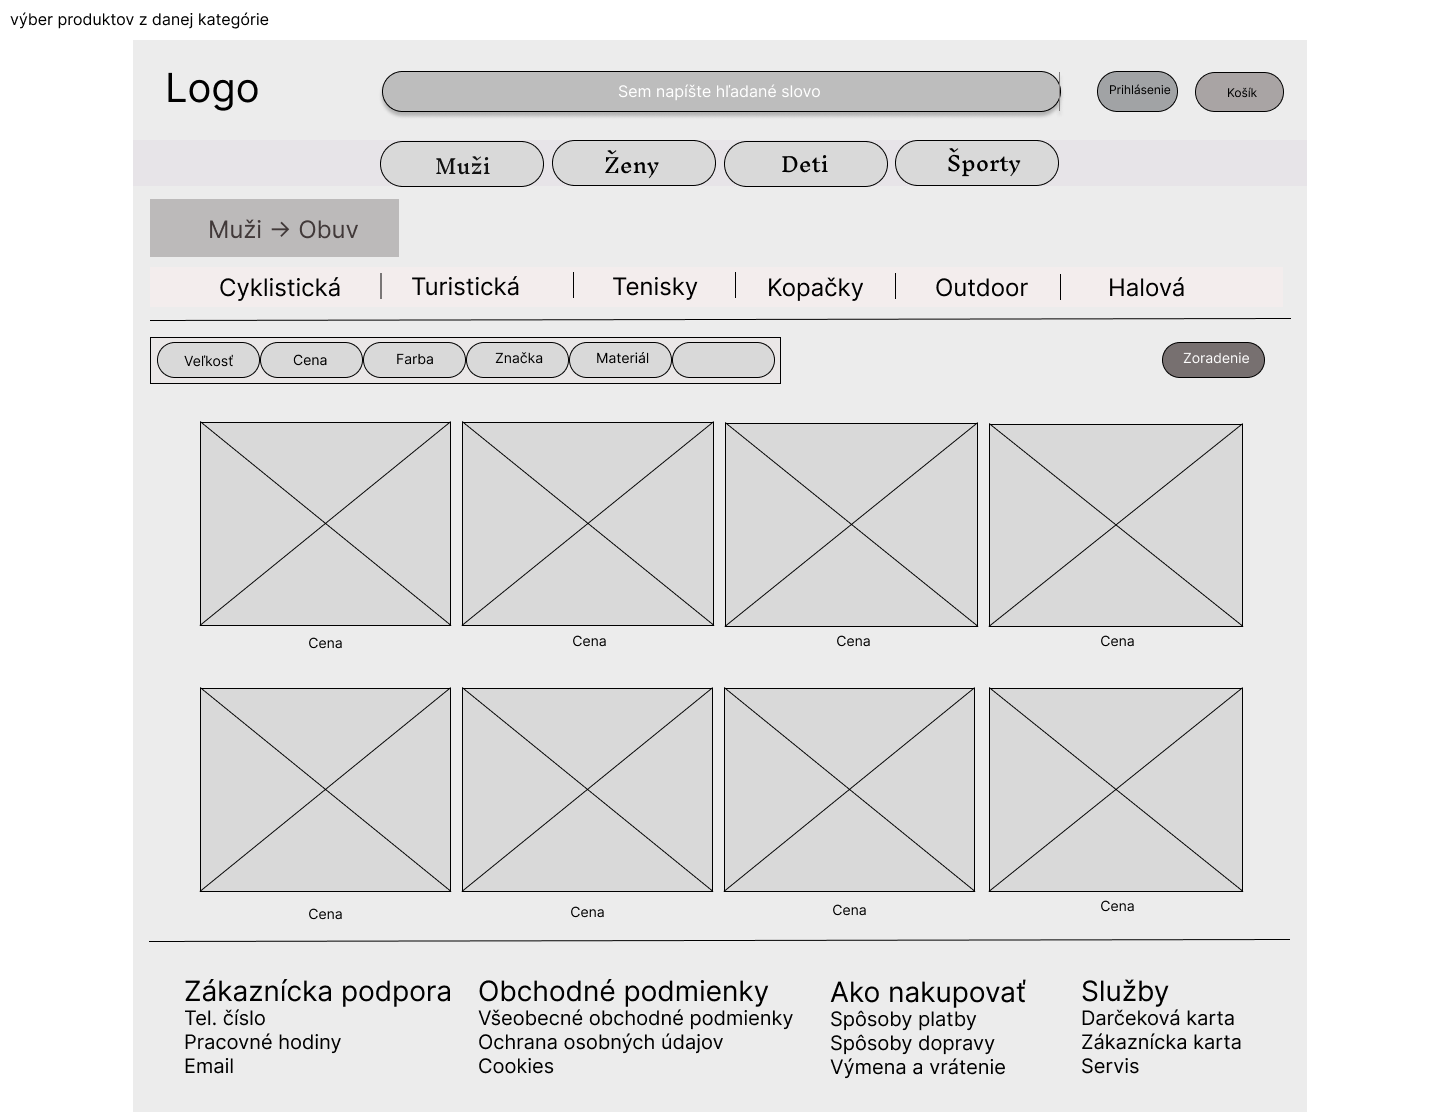 výber produktov z danej kategórie
Logo
Sem napíšte hľadané slovo
Prihlásenie
Košík
Muži
Ženy
Deti
Športy
Muži → Obuv
Cyklistická
Turistická
Tenisky
Kopačky
Outdoor
Halová
Veľkosť
Cena
Farba
Značka
Materiál
Zoradenie
Cena
Cena
Cena
Cena
Cena
Cena
Cena
Cena
Zákaznícka podpora
Tel. číslo
Pracovné hodiny
Email
Obchodné podmienky
Všeobecné obchodné podmienky
Ochrana osobných údajov
Cookies
Ako nakupovať
Spôsoby platby
Spôsoby dopravy
Výmena a vrátenie
Služby
Darčeková karta
Zákaznícka karta
Servis